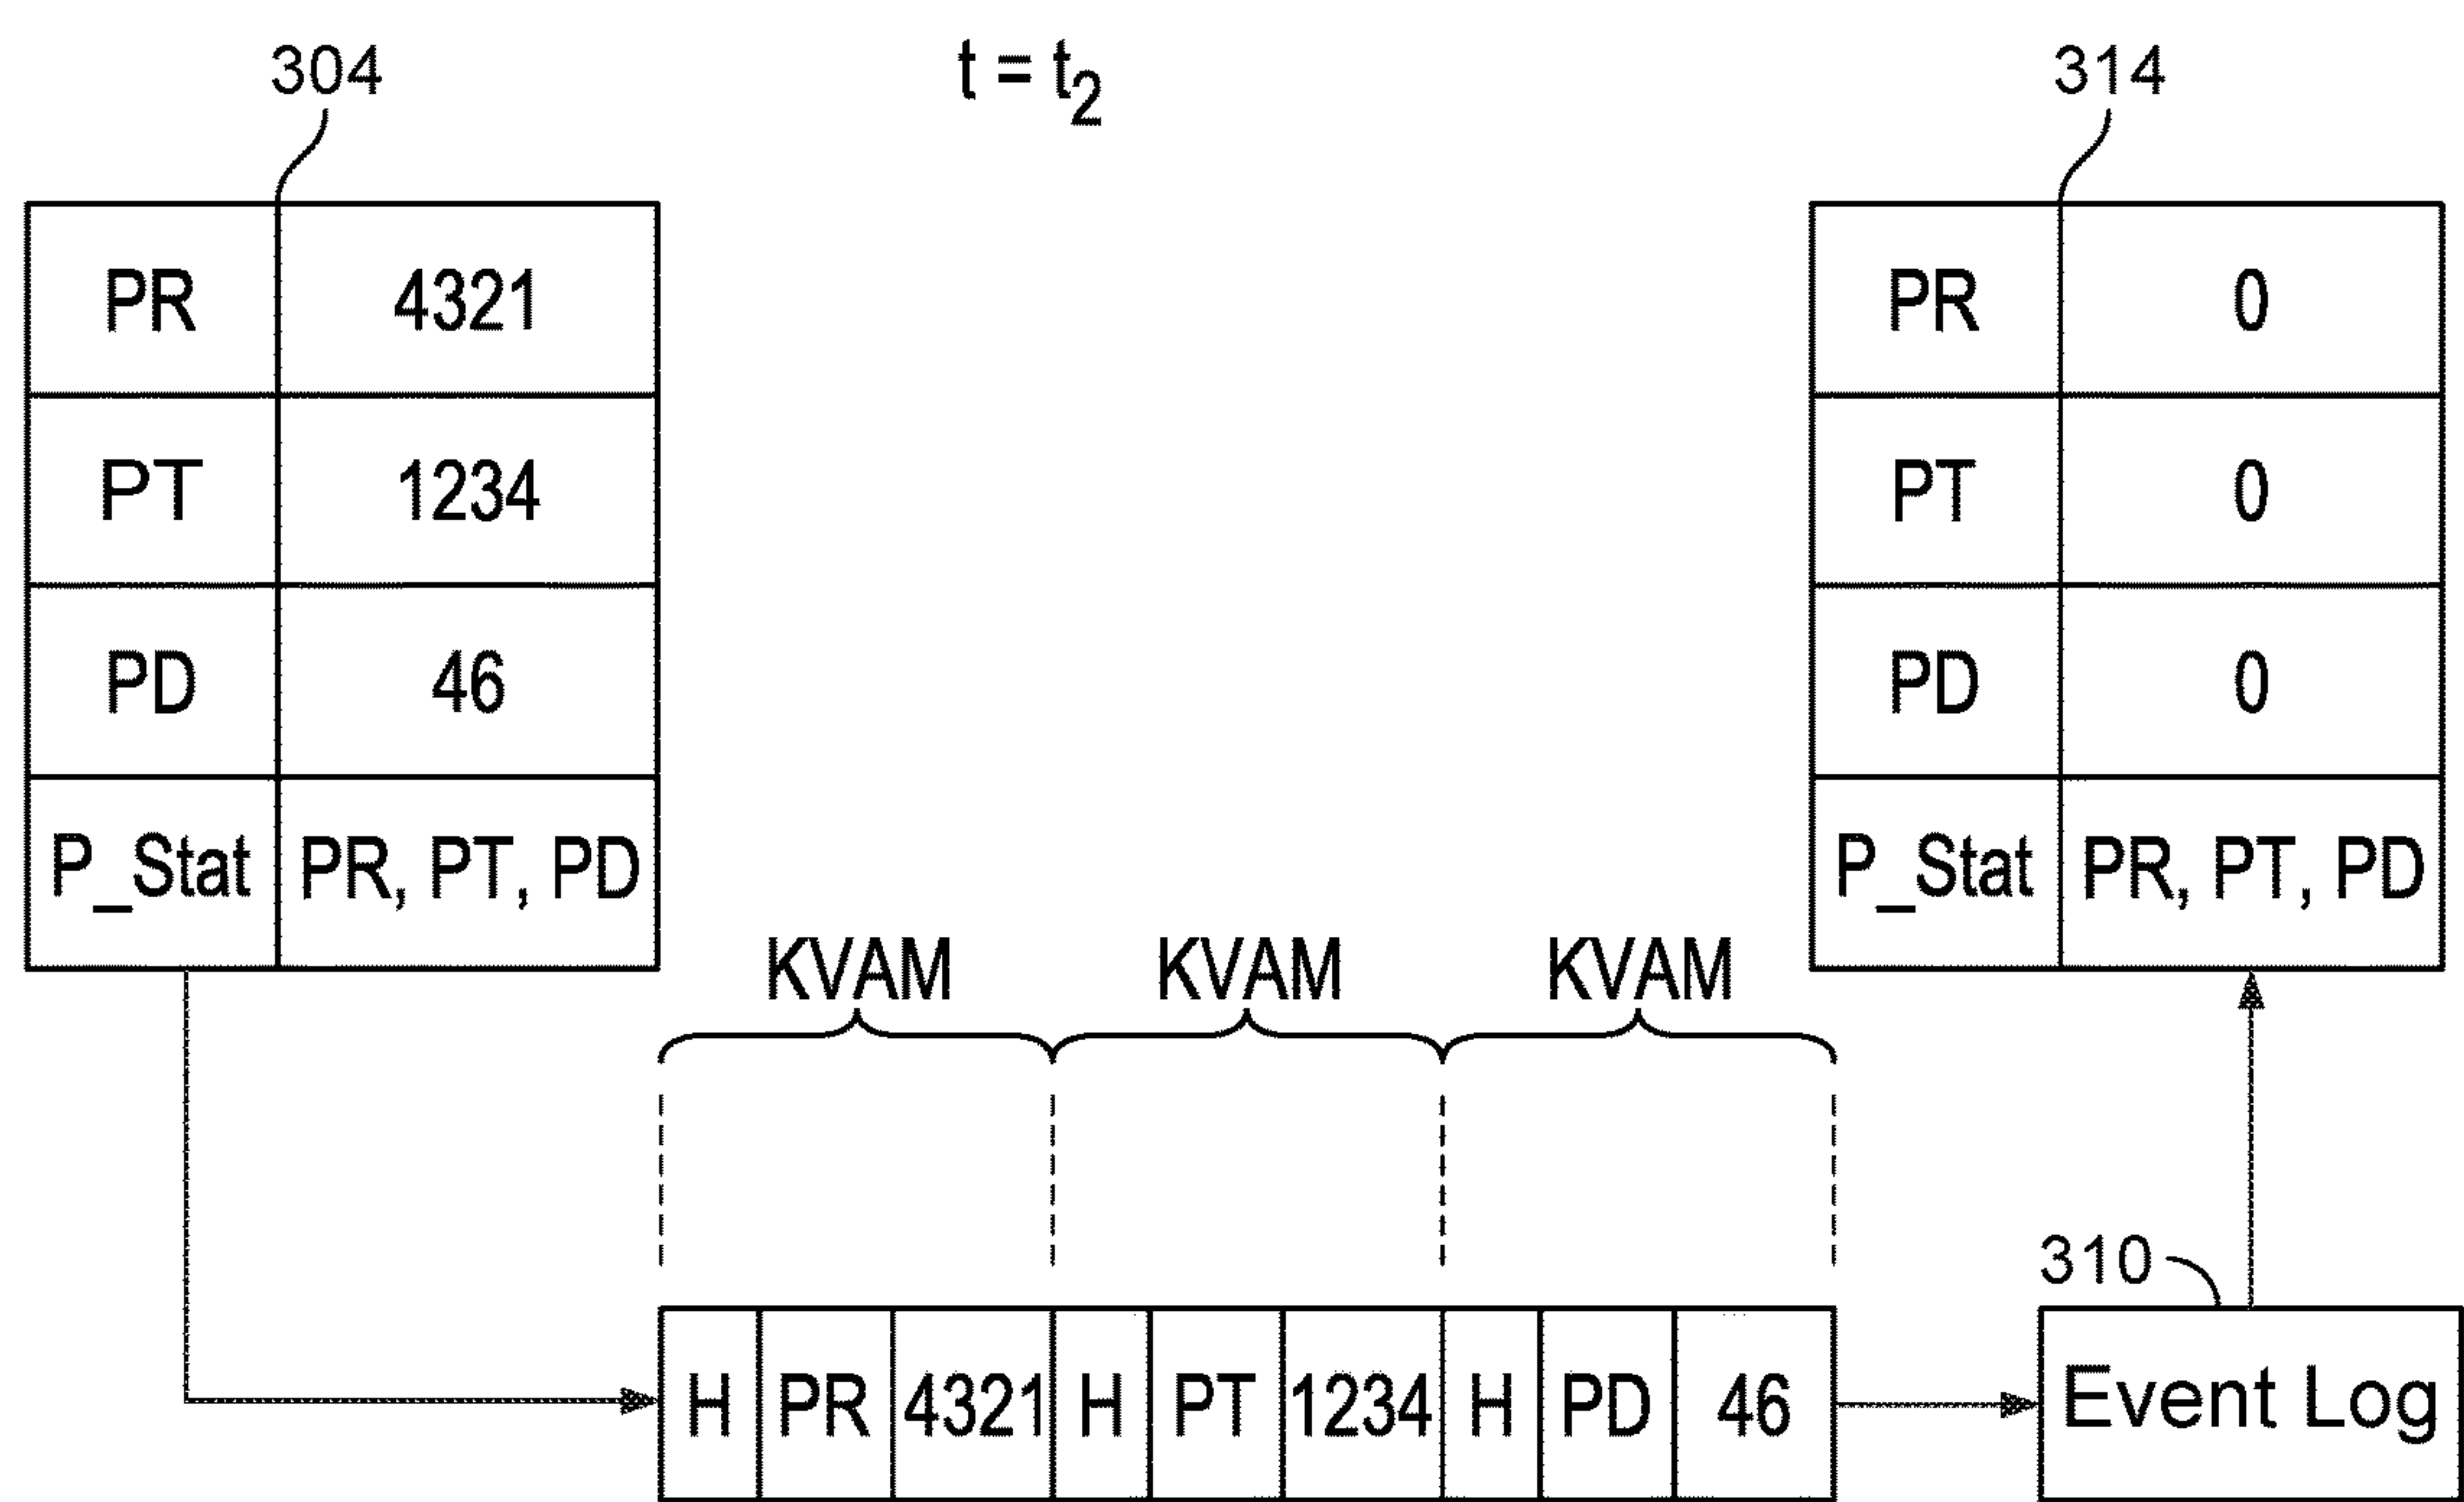 304
t = t2
314
PR 4321
PT 1234
PD 46
P_Stat PR, PT, PD
PR 0
PT 0
PD 0
P_Stat PR, PT, PD
KVAM KVAM KVAM
H PR 4321 H PT 1234 H PD 46
310
Event Log